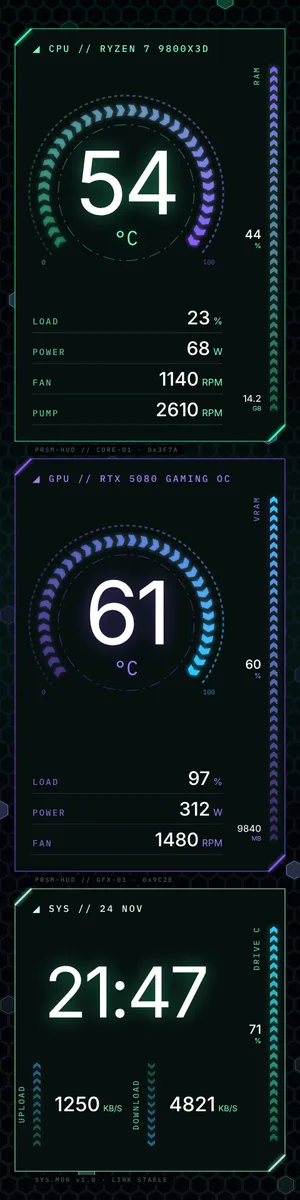 CPU // RYZEN 7 9800X3D
RAM
54
°C
0
100
44
%
LOAD 23 %
POWER 68 W
FAN 1140 RPM
14.2
GB
PUMP 2610 RPM
PRSM-HUD // CORE-01 · 0x3F7A
GPU // RTX 5080 GAMING OC
VRAM
61
°C
0
100
60
%
LOAD 97 %
POWER 312 W
9840
MB
FAN 1480 RPM
PRSM-HUD // GFX-01 · 0x9C2E
SYS // 24 NOV
DRIVE C
21:47
71
%
UPLOAD
1250 KB/S
DOWNLOAD
4821 KB/S
SYS.MON v1.0 · LINK STABLE